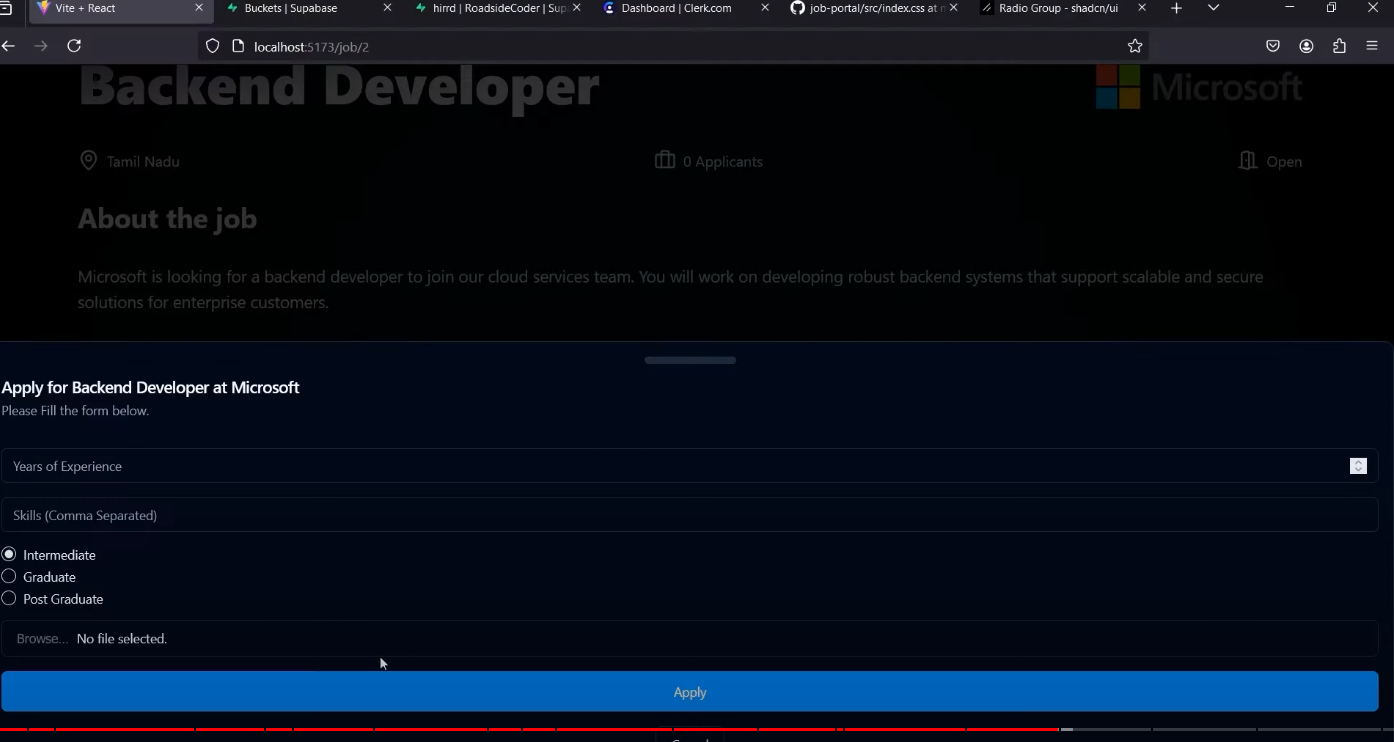 Vite + React
Buckets | Supabase
hirrd | RoadsideCoder | Sup
Dashboard | Clerk.com
job-portal/src/index.css at
Radio Group - shadcn/ui
localhost:5173/job/2
Backend Developer
Microsoft
Tamil Nadu
0 Applicants
Open
About the job
Microsoft is looking for a backend developer to join our cloud services team. You will work on developing robust backend systems that support scalable and secure
solutions for enterprise customers.
Apply for Backend Developer at Microsoft
Please Fill the form below.
Years of Experience
Skills (Comma Separated)
Intermediate
Graduate
Post Graduate
Browse... No file selected.
Apply